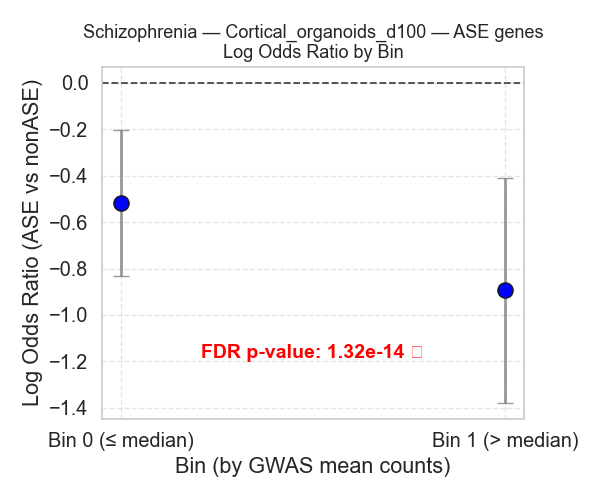 Schizophrenia — Cortical_organoids_d100 — ASE genes
Log Odds Ratio by Bin
Log Odds Ratio (ASE vs nonASE)
0.0
−0.2
−0.4
−0.6
−0.8
−1.0
−1.2
−1.4
FDR p-value: 1.32e-14
Bin 0 (≤ median)
Bin 1 (> median)
Bin (by GWAS mean counts)